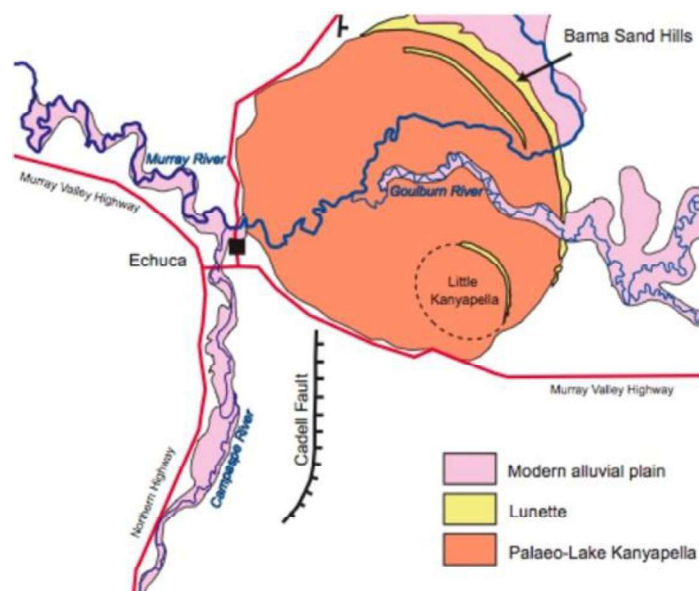 Bama Sand Hills
Murray River
Murray Valley Highway
Goulburn River
Echuca
Little
Kanyapella
Cadell Fault
Murray Valley Highway
Campaspe River
Northern Highway
Modern alluvial plain
Lunette
Palaeo-Lake Kanyapella